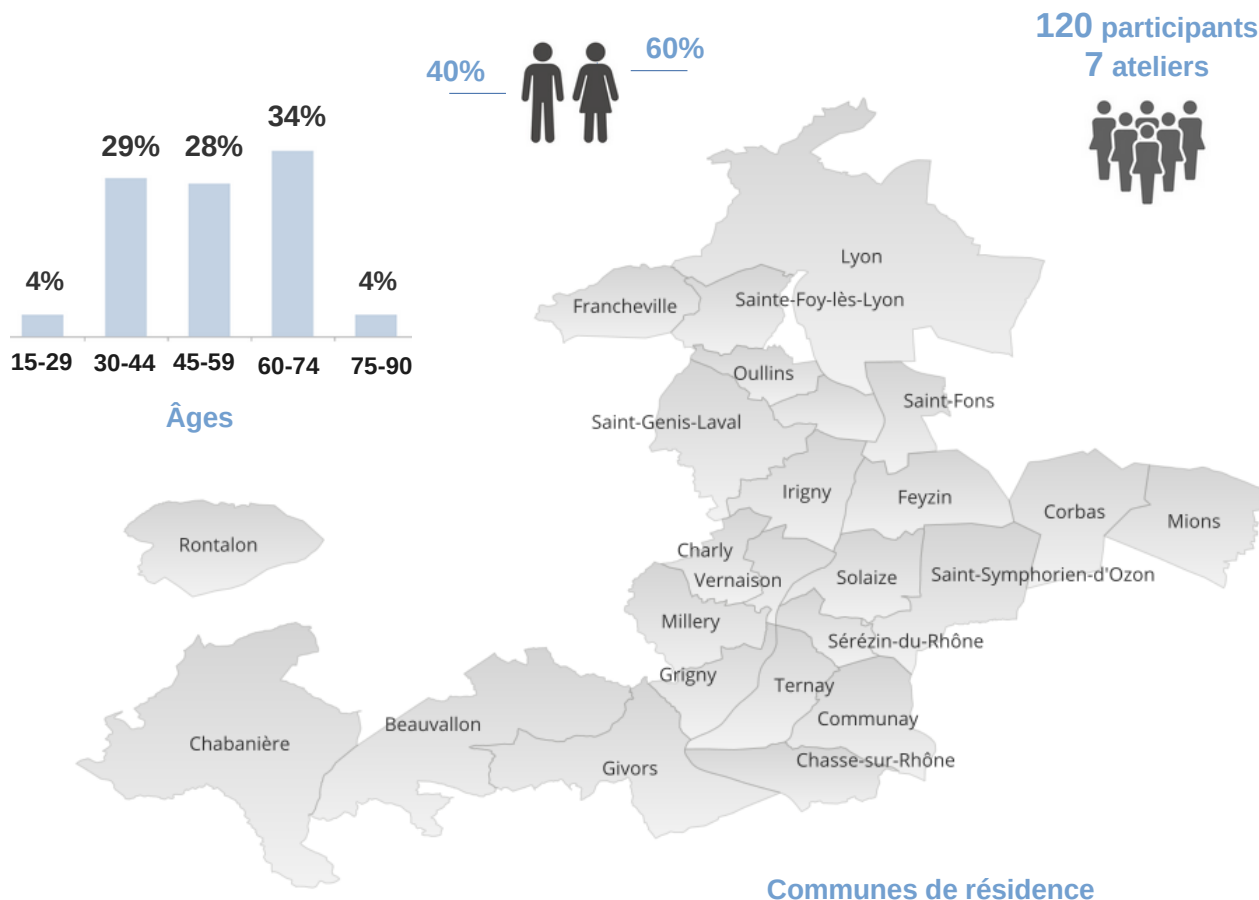 120 participants
7 ateliers
40%
60%
34%
29%
28%
4%
4%
15-29
30-44
45-59
60-74
75-90
Âges
Lyon
Francheville
Sainte-Foy-lès-Lyon
Oullins
Saint-Fons
Saint-Genis-Laval
Irigny
Feyzin
Corbas
Mions
Rontalon
Charly
Vernaison
Solaize
Saint-Symphorien-d'Ozon
Millery
Sérézin-du-Rhône
Grigny
Ternay
Communay
Beauvallon
Chabanière
Givors
Chasse-sur-Rhône
Communes de résidence